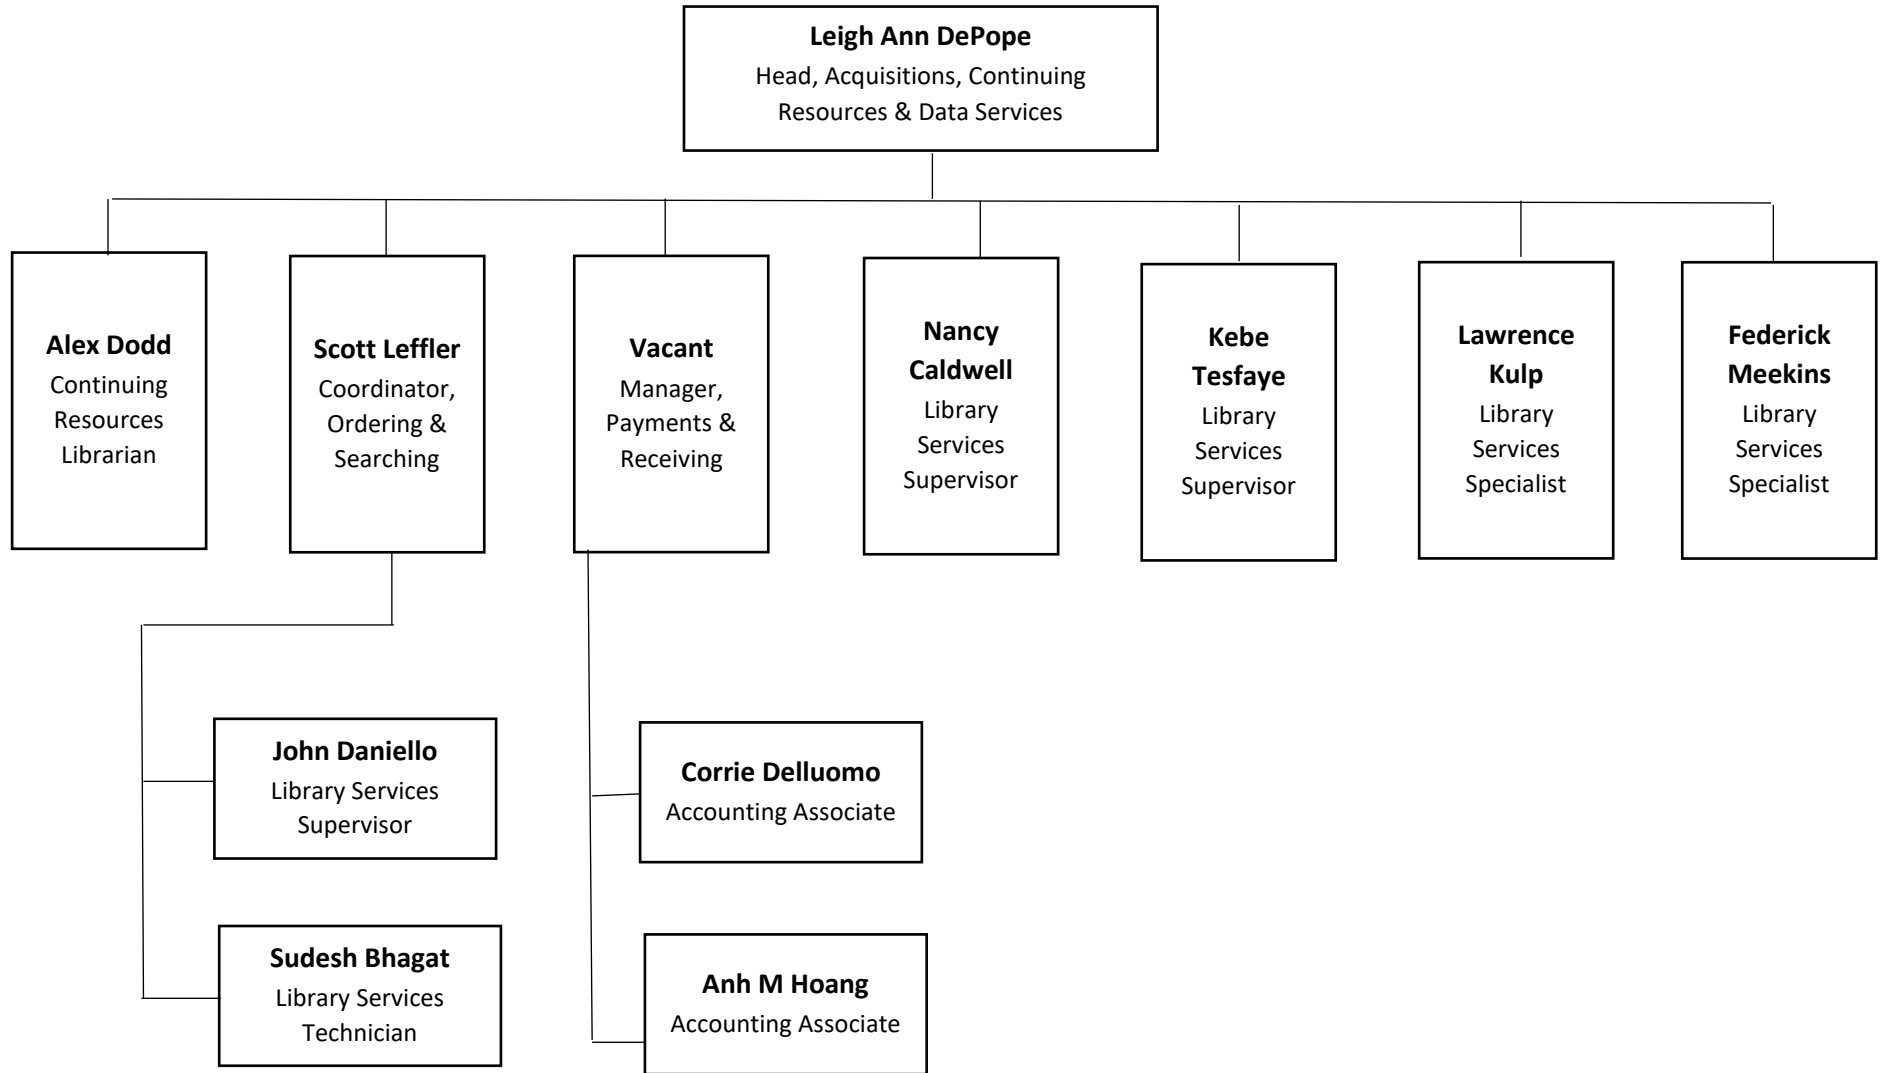 Leigh Ann DePope
Head, Acquisitions, Continuing
Resources & Data Services
Alex Dodd
Continuing
Resources
Librarian
Scott Leffler
Coordinator,
Ordering &
Searching
Vacant
Manager,
Payments &
Receiving
Nancy
Caldwell
Library
Services
Supervisor
Kebe
Tesfaye
Library
Services
Supervisor
Lawrence
Kulp
Library
Services
Specialist
Federick
Meekins
Library
Services
Specialist
John Daniello
Library Services
Supervisor
Corrie Delluomo
Accounting Associate
Sudesh Bhagat
Library Services
Technician
Anh M Hoang
Accounting Associate